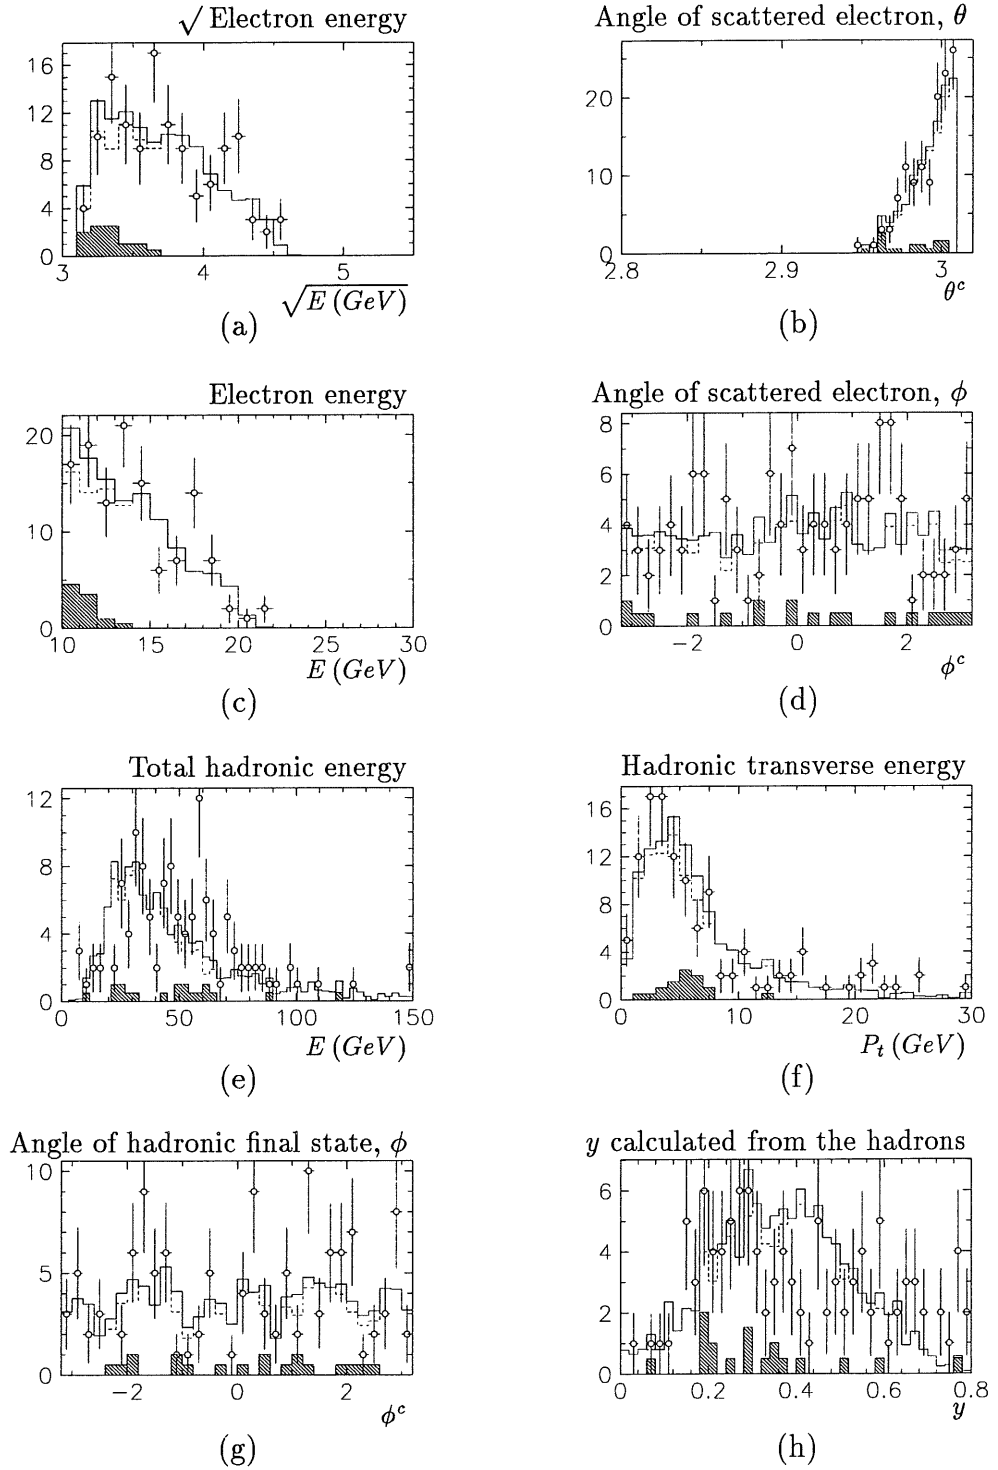 √ Electron energy
16
12
8
4
0
3 4 5
√E (GeV)
(a)
Angle of scattered electron, θ
20
10
0
2.8 2.9 3
θ^c
(b)
Electron energy
20
10
0
10 15 20 25 30
E (GeV)
(c)
Angle of scattered electron, ϕ
8
6
4
2
0
−2 0 2
ϕ^c
(d)
Total hadronic energy
12
8
4
0
0 50 100 150
E (GeV)
(e)
Hadronic transverse energy
16
12
8
4
0
0 10 20 30
P_t (GeV)
(f)
Angle of hadronic final state, ϕ
10
5
0
−2 0 2
ϕ^c
(g)
y calculated from the hadrons
6
4
2
0
0 0.2 0.4 0.6 0.8
y
(h)